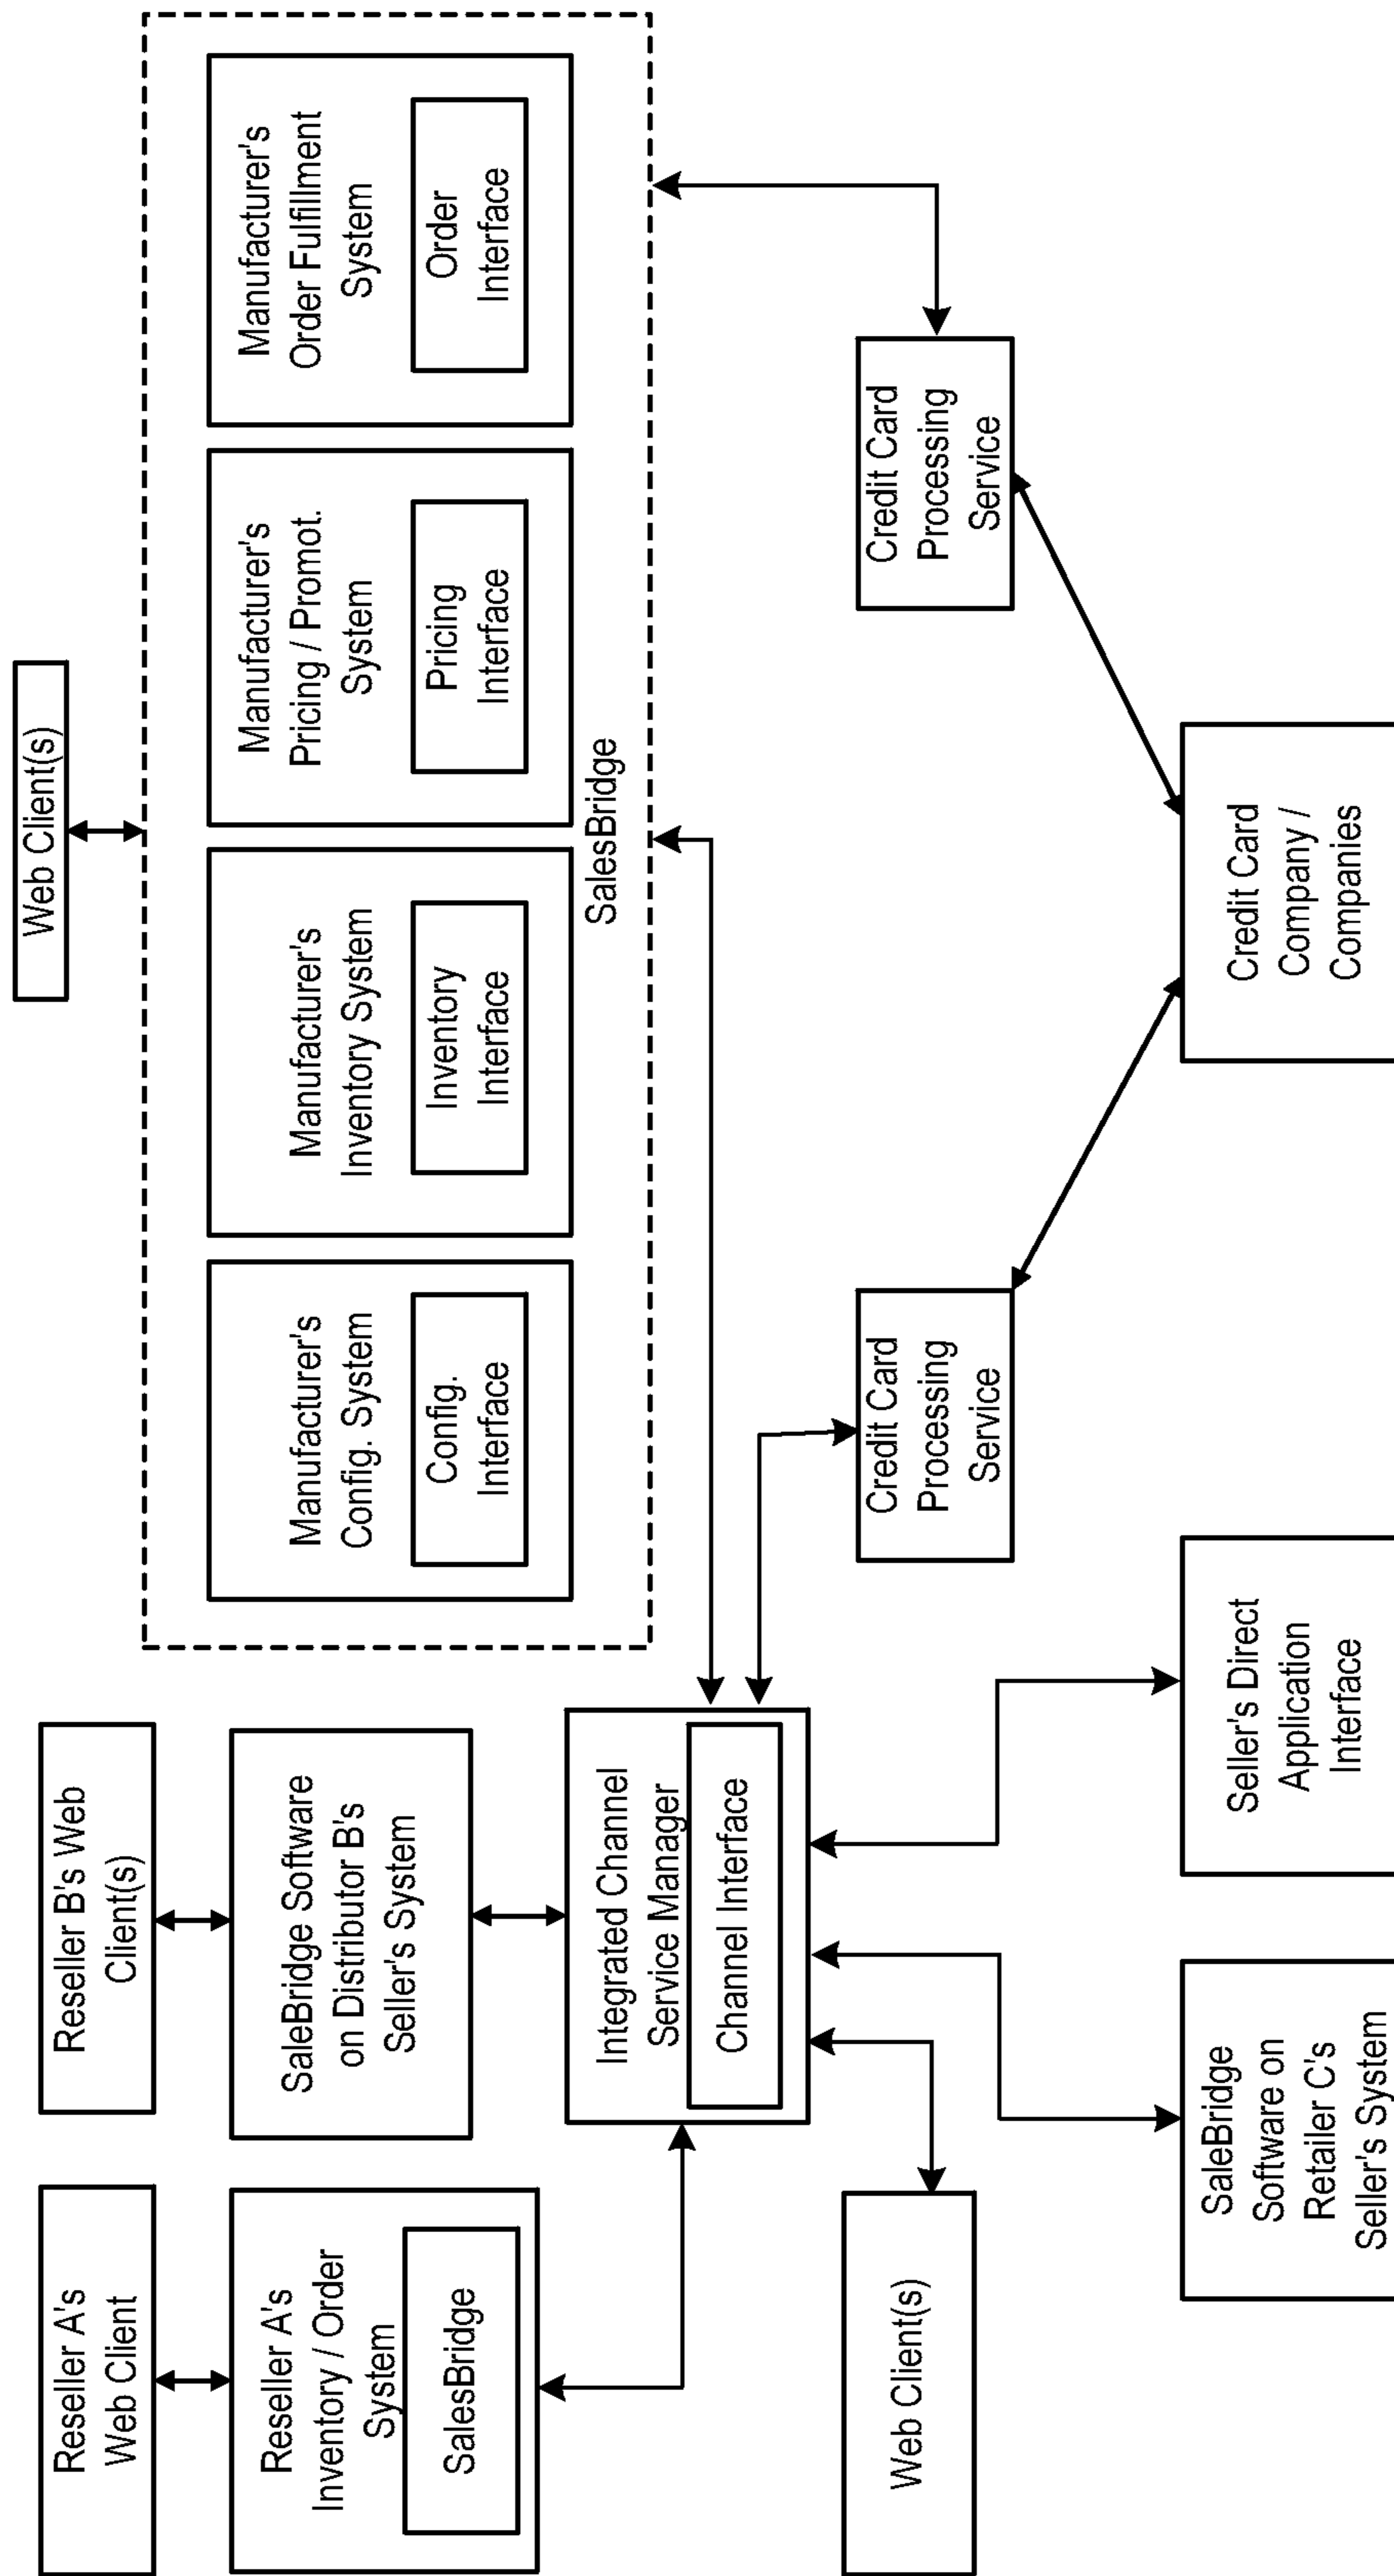 Reseller A's
Web Client
Reseller B's Web
Client(s)
Web Client(s)
Reseller A's
Inventory / Order
System
SalesBridge
SaleBridge Software
on Distributor B's
Seller's System
Manufacturer's
Config. System
Config.
Interface
Manufacturer's
Inventory System
Inventory
Interface
Manufacturer's
Pricing / Promot.
System
Pricing
Interface
Manufacturer's
Order Fulfillment
System
Order
Interface
SalesBridge
Integrated Channel
Service Manager
Channel Interface
Web Client(s)
Credit Card
Processing
Service
Credit Card
Processing
Service
SaleBridge
Software on
Retailer C's
Seller's System
Seller's Direct
Application
Interface
Credit Card
Company /
Companies